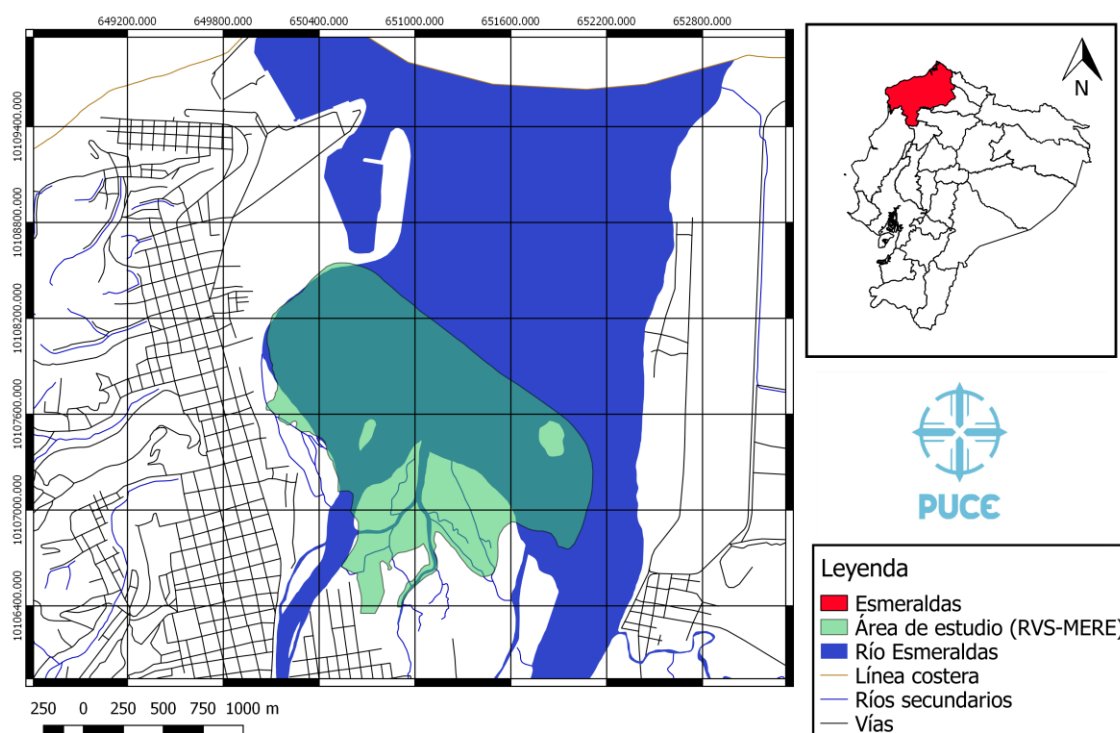 649200.000 649800.000 650400.000 651000.000 651600.000 652200.000 652800.000
10109400.000
10108800.000
10108200.000
10107600.000
10107000.000
10106400.000
250 0 250 500 750 1000 m
N
PUCE
Leyenda
Esmeraldas
Área de estudio (RVS-MERE)
Río Esmeraldas
Línea costera
Ríos secundarios
Vías